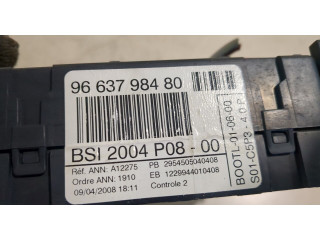 96 637 984 80
BSI 2004 P08 - 00
Réf. ANN: A12275 PB 2954505040408
Ordre ANN: 1910 EB 1229944010408
09/04/2008 18:11 Controle 2
BOOTL-01-06-00
S01-C5P3-4.0 P